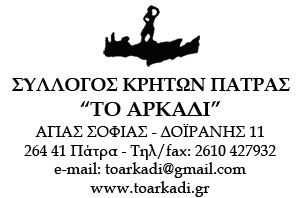 ΣΥΛΛΟΓΟΣ ΚΡΗΤΩΝ ΠΑΤΡΑΣ
“ΤΟ ΑΡΚΑΔΙ”
ΑΓΙΑΣ ΣΟΦΙΑΣ - ΔΟΪΡΑΝΗΣ 11
264 41 Πάτρα - Τηλ/fax: 2610 427932
e-mail: toarkadi@gmail.com
www.toarkadi.gr